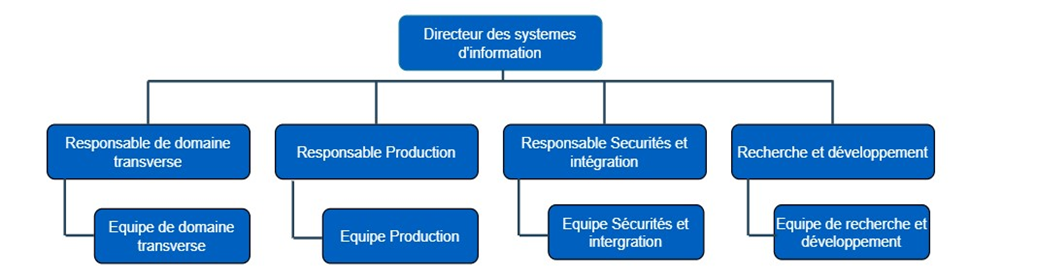 Directeur des systemes
d'information
Responsable de domaine
transverse
Responsable Production
Responsable Securités et
intégration
Recherche et développement
Equipe de domaine
transverse
Equipe Production
Equipe Sécurités et
intergration
Equipe de recherche et
développement